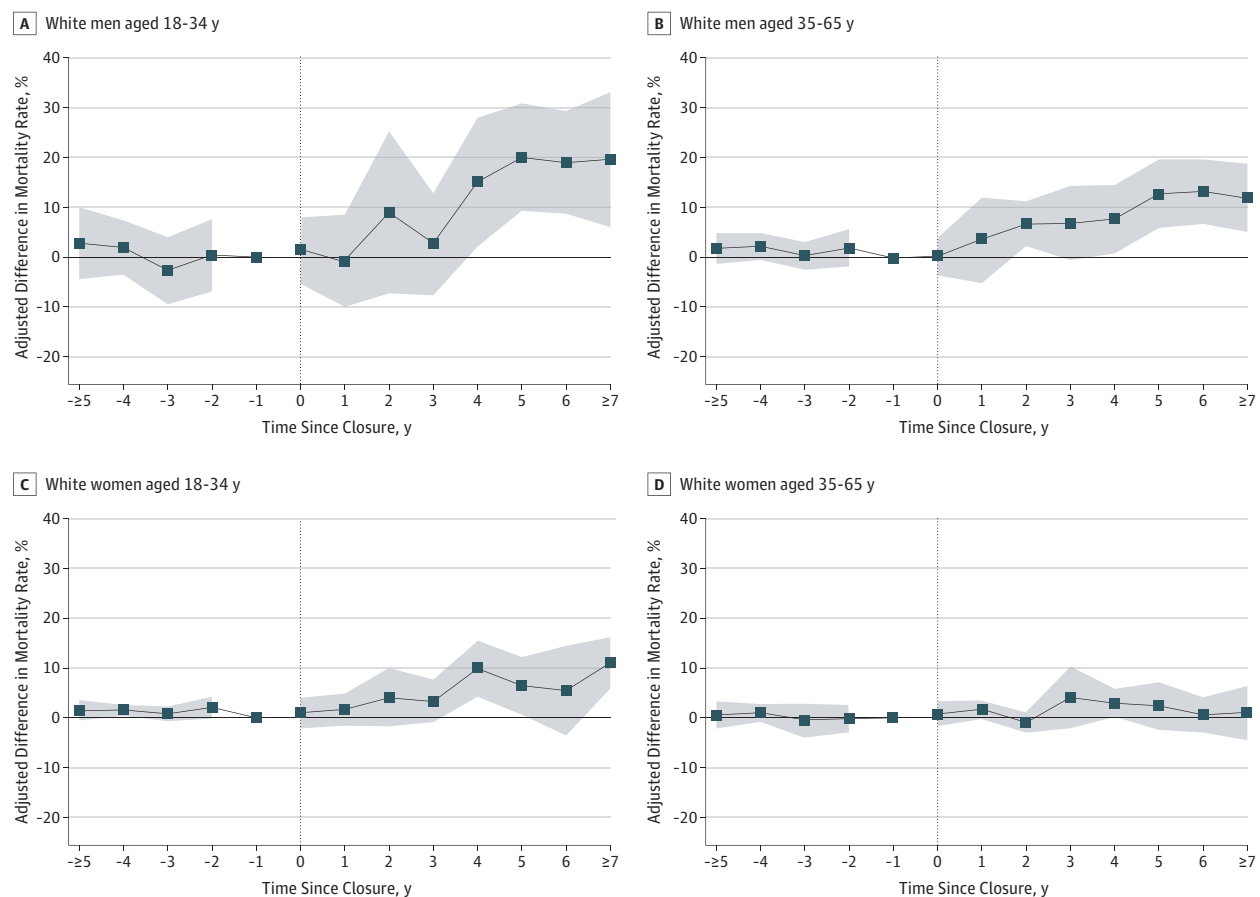 A White men aged 18-34 y
Adjusted Difference in Mortality Rate, %
40
30
20
10
0
-10
-20
-≥5 -4 -3 -2 -1 0 1 2 3 4 5 6 ≥7
Time Since Closure, y
B White men aged 35-65 y
Adjusted Difference in Mortality Rate, %
40
30
20
10
0
-10
-20
-≥5 -4 -3 -2 -1 0 1 2 3 4 5 6 ≥7
Time Since Closure, y
C White women aged 18-34 y
Adjusted Difference in Mortality Rate, %
40
30
20
10
0
-10
-20
-≥5 -4 -3 -2 -1 0 1 2 3 4 5 6 ≥7
Time Since Closure, y
D White women aged 35-65 y
Adjusted Difference in Mortality Rate, %
40
30
20
10
0
-10
-20
-≥5 -4 -3 -2 -1 0 1 2 3 4 5 6 ≥7
Time Since Closure, y